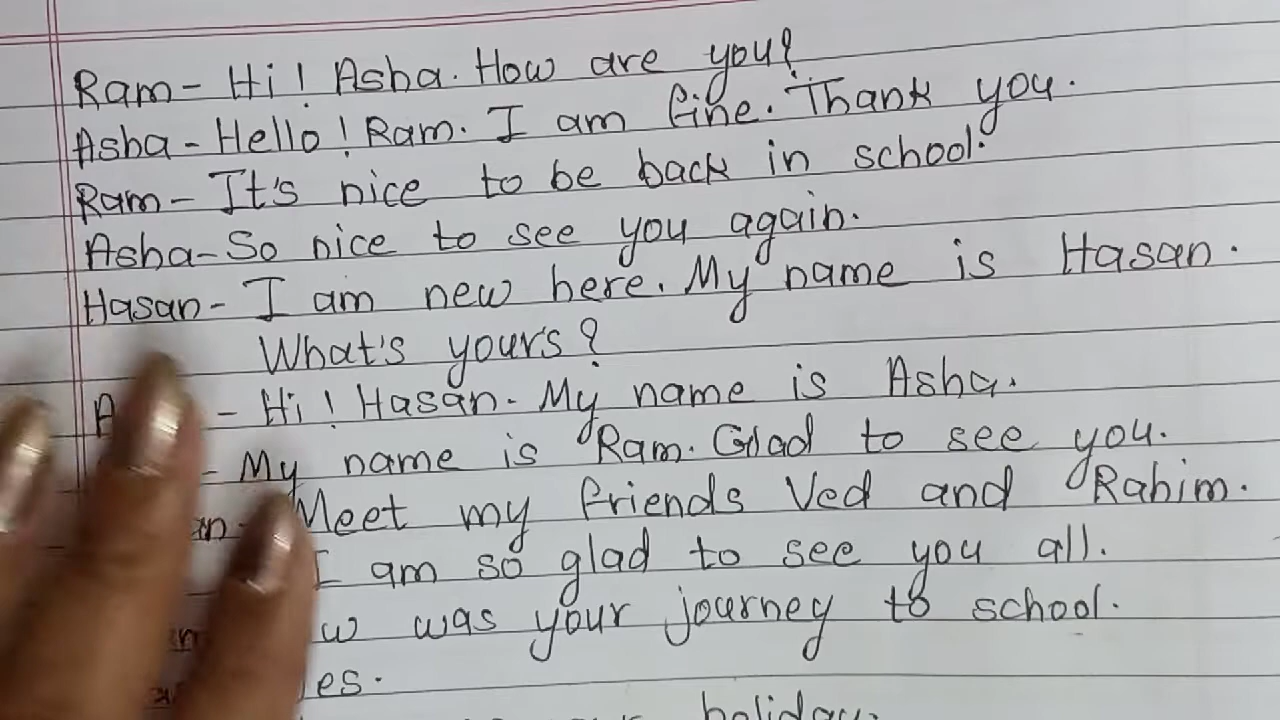 Ram- Hi! Asha. How are you?
Asha- Hello! Ram. I am fine. Thank you.
Ram- It's nice to be back in school.
Asha- So nice to see you again.
Hasan- I am new here. My name is Hasan.
What's your's?
- Hi! Hasan. My name is Asha.
- My name is Ram. Glad to see you.
Meet my friends Ved and Rahim.
I am so glad to see you all.
was your journey to school.
holiday.